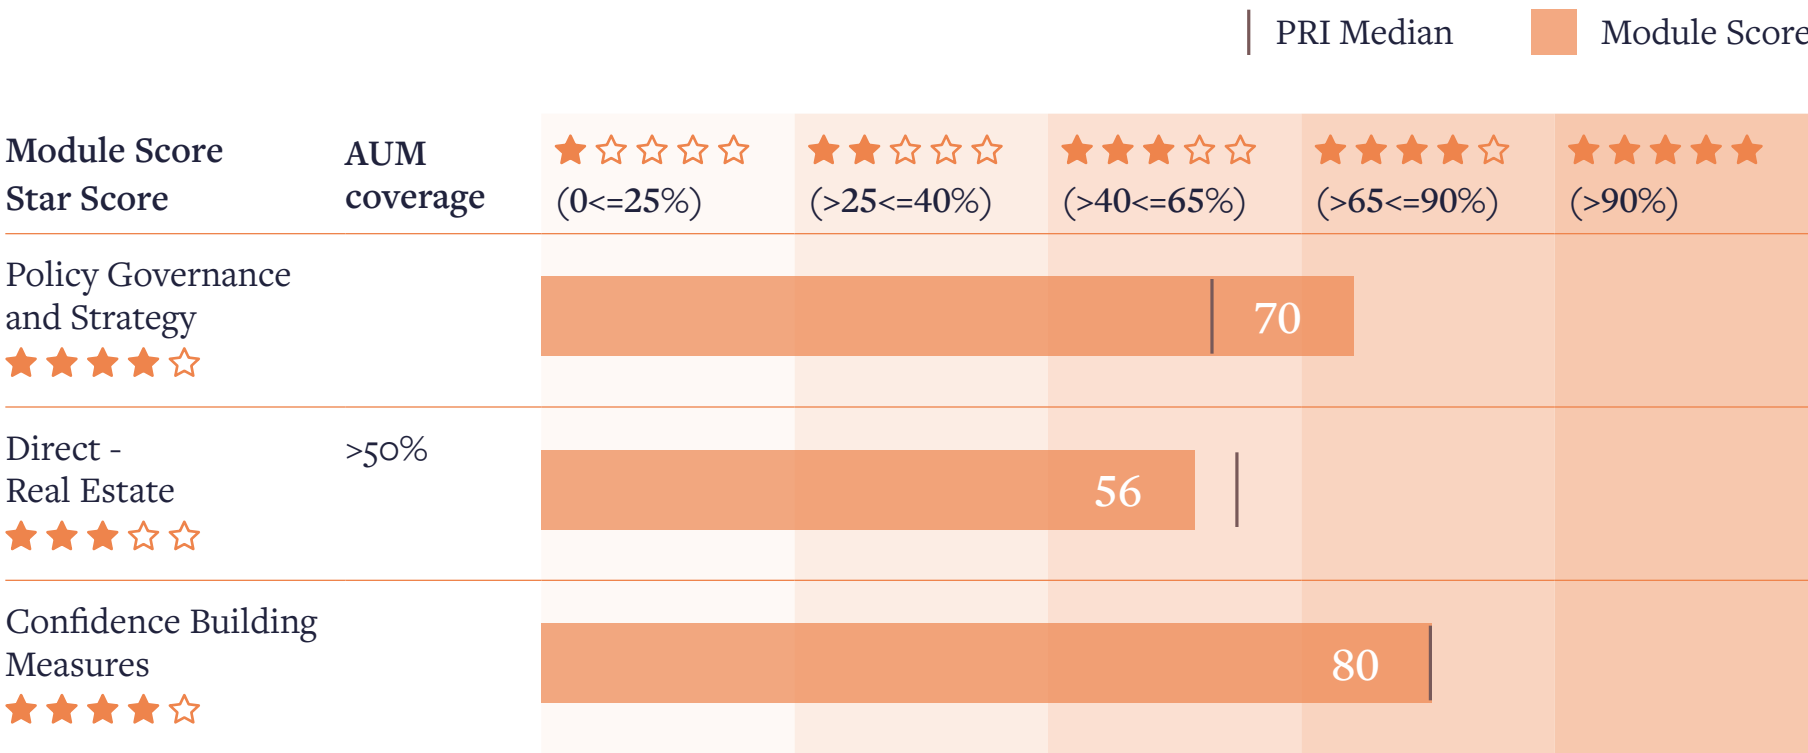 PRI Median
Module Score
Module Score
Star Score
AUM
coverage
(0<=25%)
(>25<=40%)
(>40<=65%)
(>65<=90%)
(>90%)
Policy Governance
and Strategy
70
Direct -
Real Estate
>50%
56
Confidence Building
Measures
80